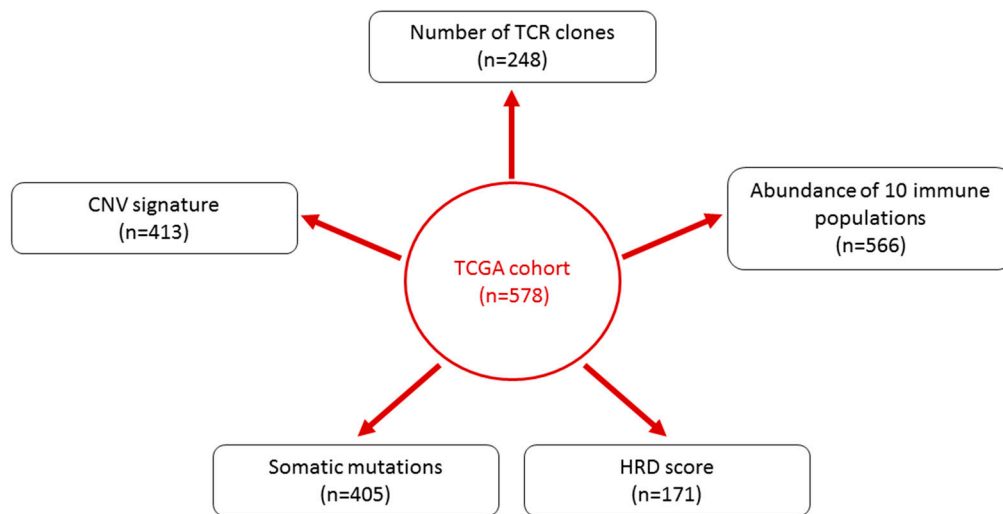 Number of TCR clones
(n=248)
CNV signature
(n=413)
Abundance of 10 immune
populations
(n=566)
TCGA cohort
(n=578)
Somatic mutations
(n=405)
HRD score
(n=171)